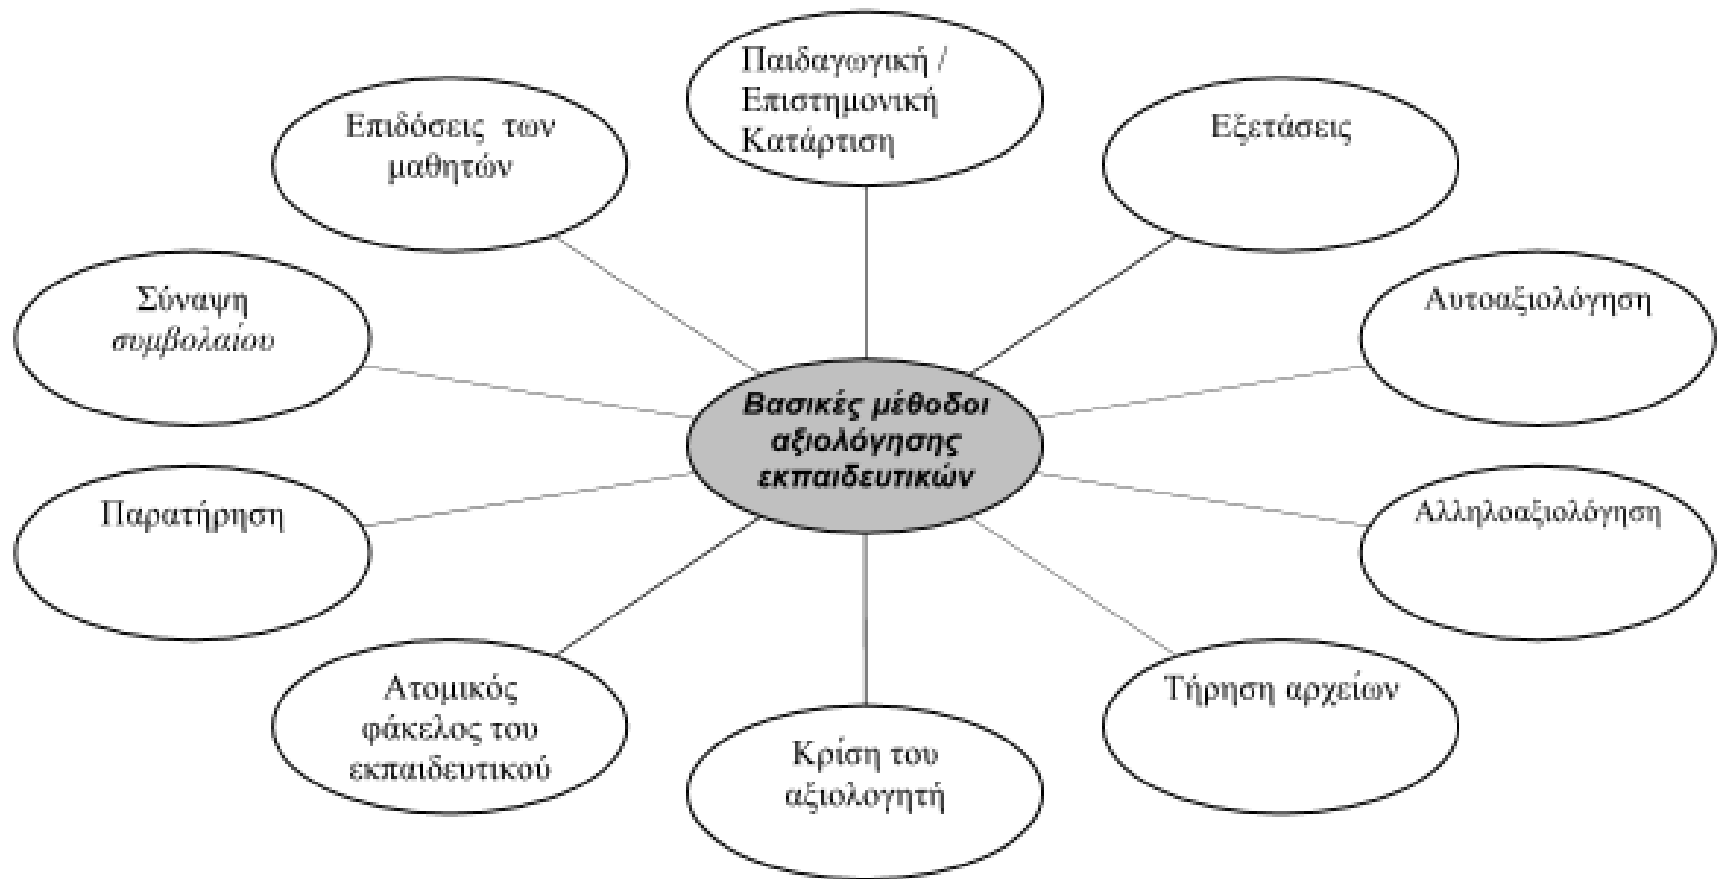 Παιδαγωγική /
Επιστημονική
Κατάρτιση
Επιδόσεις των
μαθητών
Εξετάσεις
Σύναψη
συμβολαίου
Αυτοαξιολόγηση
Βασικές μέθοδοι
αξιολόγησης
εκπαιδευτικών
Παρατήρηση
Αλληλοαξιολόγηση
Ατομικός
φάκελος του
εκπαιδευτικού
Τήρηση αρχείων
Κρίση του
αξιολογητή